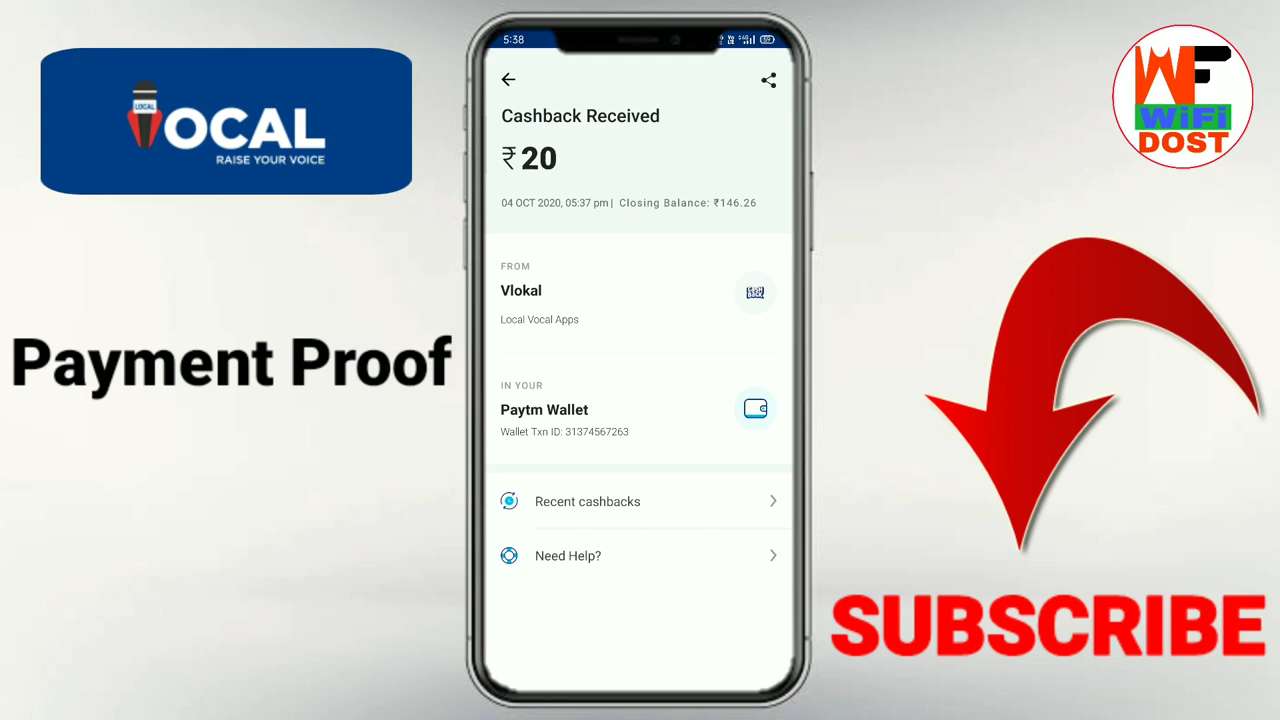 LOCAL
VOCAL
RAISE YOUR VOICE
Payment Proof
5:38
Cashback Received
₹20
04 OCT 2020, 05:37 pm | Closing Balance: ₹146.26
FROM
Vlokal
Local Vocal Apps
IN YOUR
Paytm Wallet
Wallet Txn ID: 31374567263
Recent cashbacks
Need Help?
WF
WiFi
DOST
SUBSCRIBE